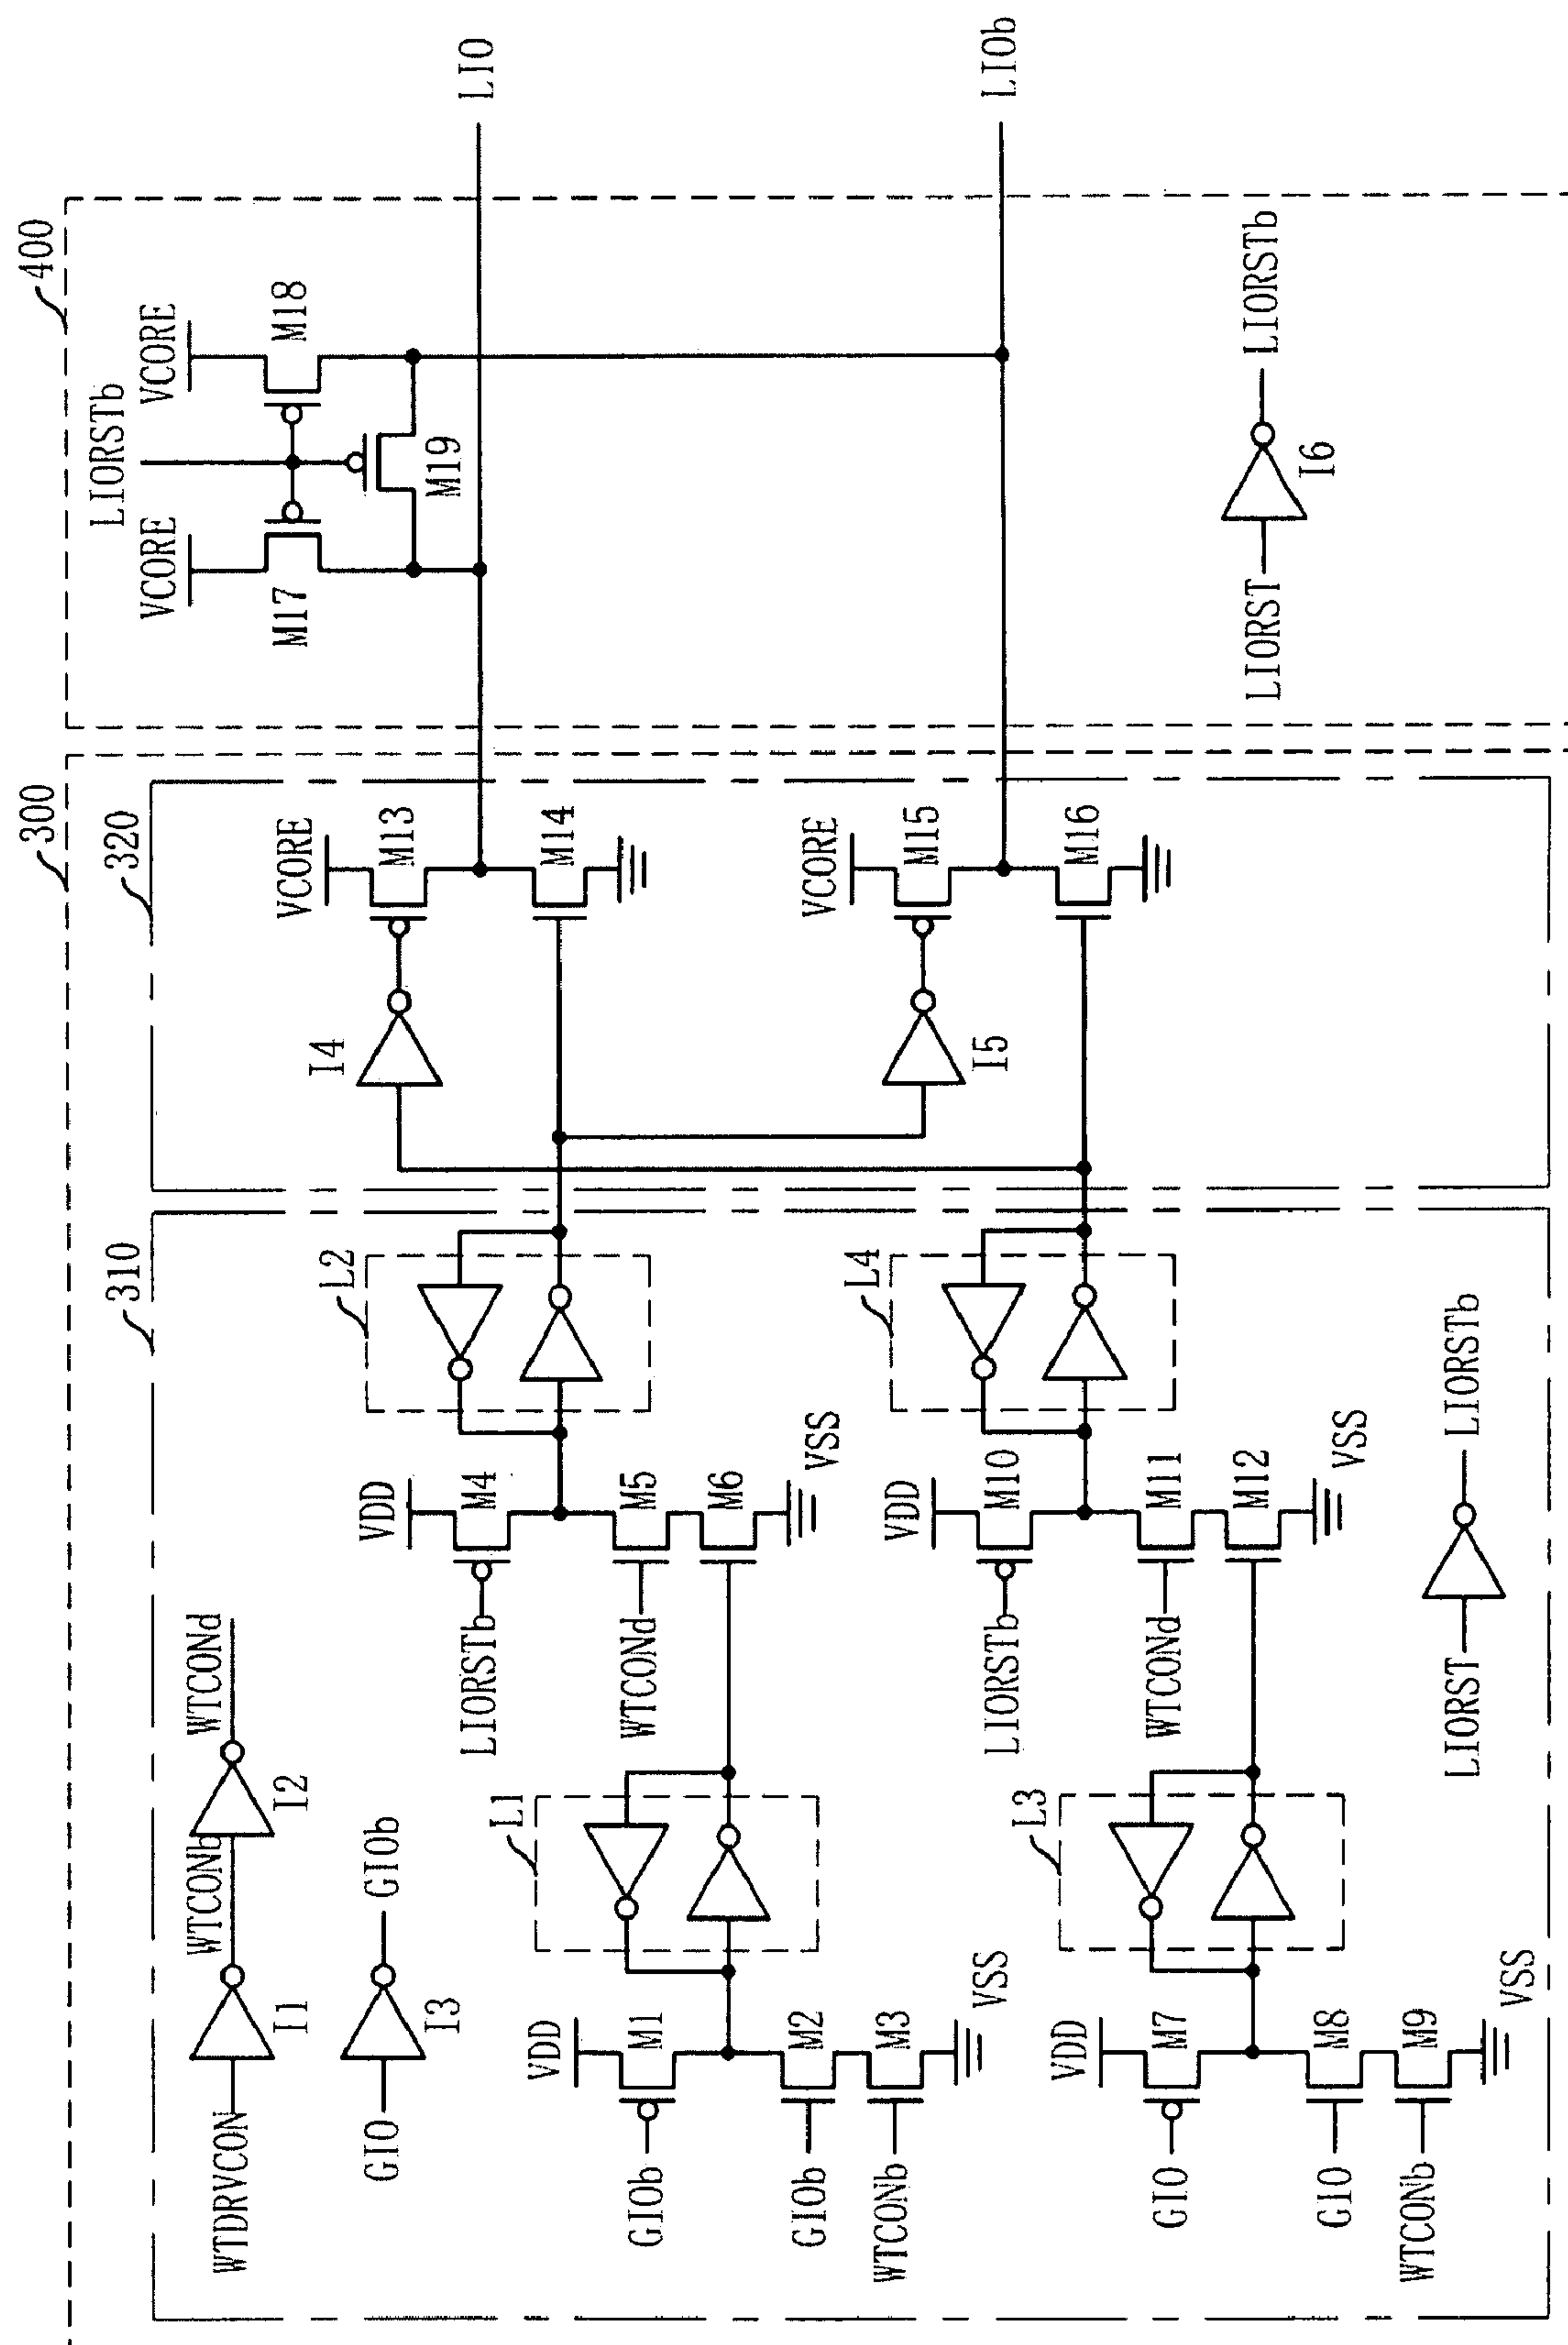 300
400
310
320
WTDRVCON
I1
WTCONb
I2
WTCONd
GIO
I3
GIOb
VDD
GIOb
M1
GIOb
M2
WTCONb
M3
VSS
L1
VDD
LIORSTb
M4
WTCONd
M5
M6
VSS
L2
VDD
GIO
M7
GIO
M8
WTCONb
M9
VSS
L3
VDD
LIORSTb
M10
WTCONd
M11
M12
VSS
L4
LIORST
LIORSTb
I4
VCORE
M13
M14
I5
VCORE
M15
M16
VCORE
LIORSTb
VCORE
M17
M18
M19
LIO
LIOb
LIORST
I6
LIORSTb